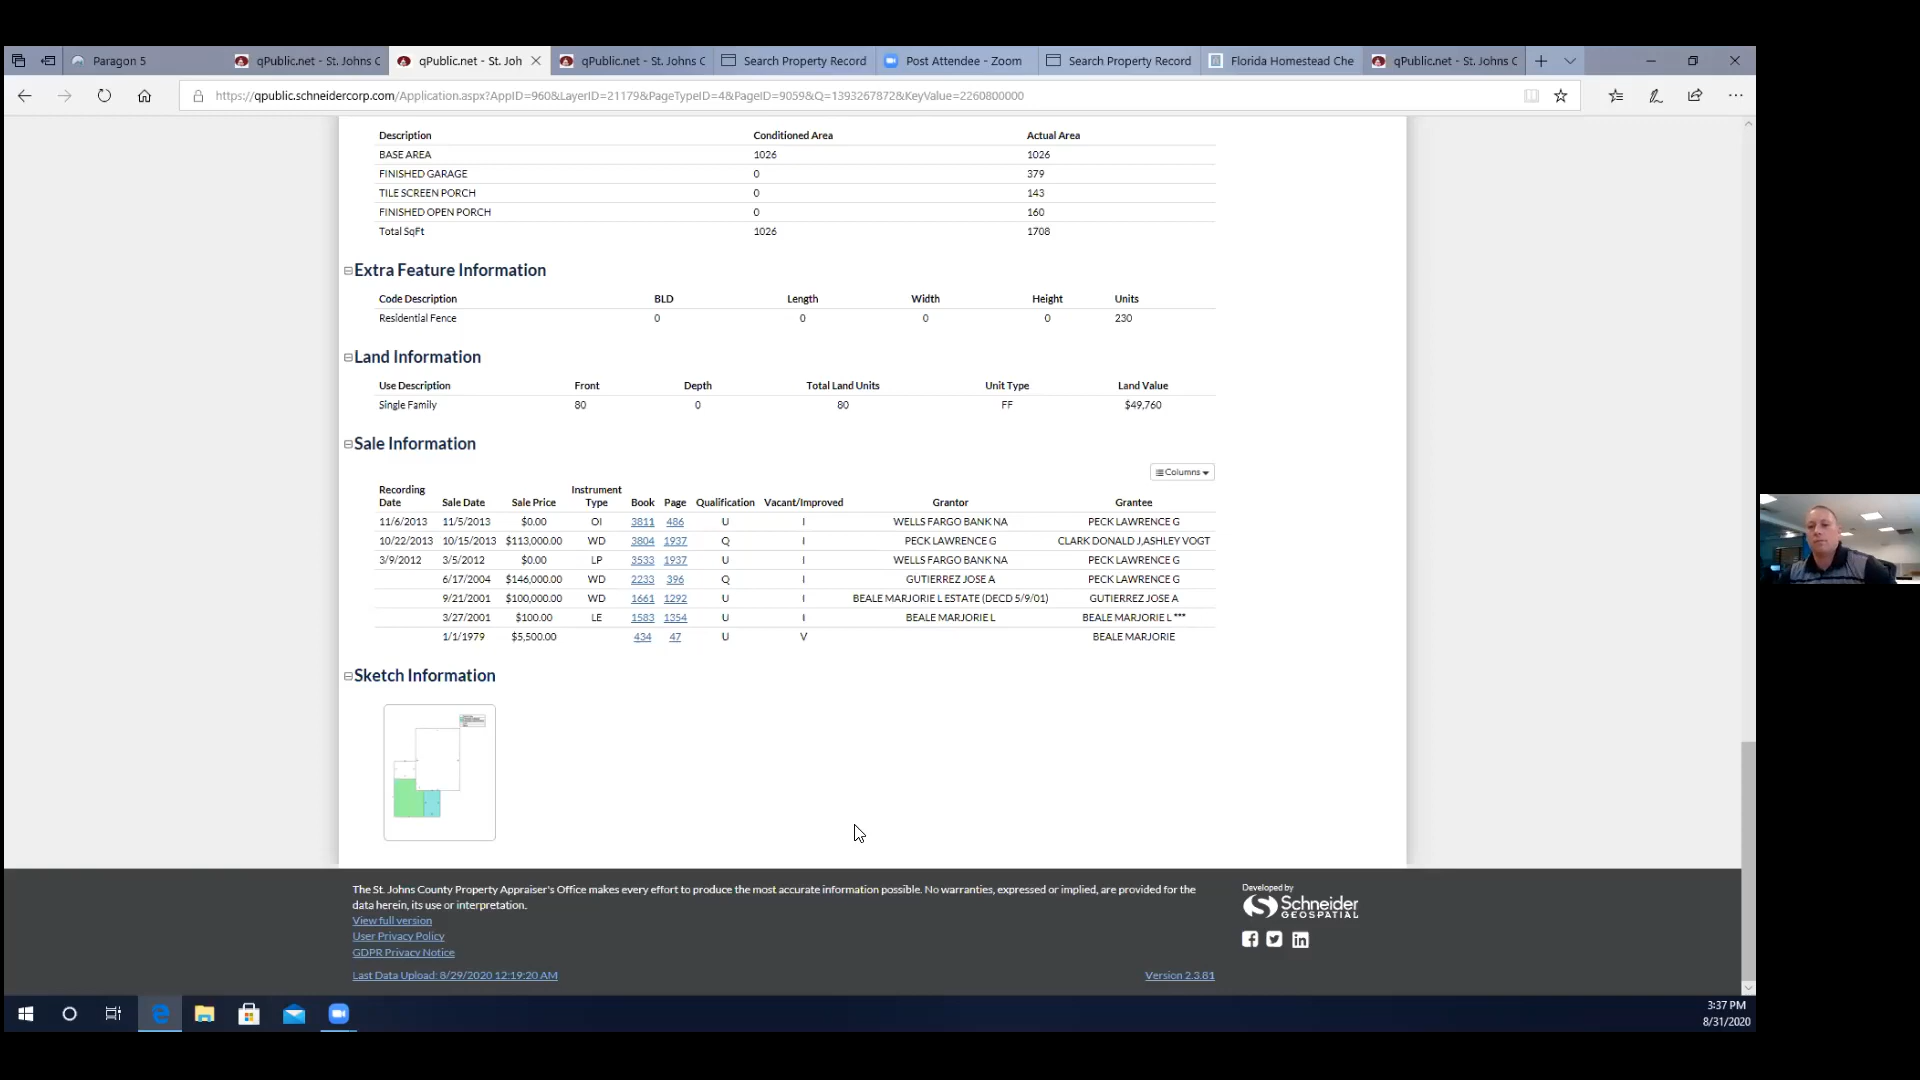 Paragon 5
qPublic.net - St. Johns C
qPublic.net - St. Joh
qPublic.net - St. Johns C
Search Property Record
Post Attendee - Zoom
Search Property Record
Florida Homestead Che
qPublic.net - St. Johns C
https://qpublic.schneidercorp.com/Application.aspx?AppID=960&LayerID=21179&PageTypeID=4&PageID=9059&Q=1393267872&KeyValue=2260800000
Description Conditioned Area Actual Area
BASE AREA 1026 1026
FINISHED GARAGE 0 379
TILE SCREEN PORCH 0 143
FINISHED OPEN PORCH 0 160
Total SqFt 1026 1708
Extra Feature Information
Code Description BLD Length Width Height Units
Residential Fence 0 0 0 0 230
Land Information
Use Description Front Depth Total Land Units Unit Type Land Value
Single Family 80 0 80 FF $49,760
Sale Information
Columns
Recording Date Sale Date Sale Price Instrument Type Book Page Qualification Vacant/Improved Grantor Grantee
11/6/2013 11/5/2013 $0.00 OI 3811 486 U I WELLS FARGO BANK NA PECK LAWRENCE G
10/22/2013 10/15/2013 $113,000.00 WD 3804 1937 Q I PECK LAWRENCE G CLARK DONALD J,ASHLEY VOGT
3/9/2012 3/5/2012 $0.00 LP 3533 1937 U I WELLS FARGO BANK NA PECK LAWRENCE G
6/17/2004 $146,000.00 WD 2233 396 Q I GUTIERREZ JOSE A PECK LAWRENCE G
9/21/2001 $100,000.00 WD 1661 1292 U I BEALE MARJORIE L ESTATE (DECD 5/9/01) GUTIERREZ JOSE A
3/27/2001 $100.00 LE 1583 1354 U I BEALE MARJORIE L BEALE MARJORIE L ***
1/1/1979 $5,500.00 434 47 U V BEALE MARJORIE
Sketch Information
The St. Johns County Property Appraiser's Office makes every effort to produce the most accurate information possible. No warranties, expressed or implied, are provided for the
data herein, its use or interpretation.
View full version
User Privacy Policy
GDPR Privacy Notice
Last Data Upload: 8/29/2020 12:19:20 AM
Version 2.3.81
Developed by
Schneider
GEOSPATIAL
3:37 PM
8/31/2020